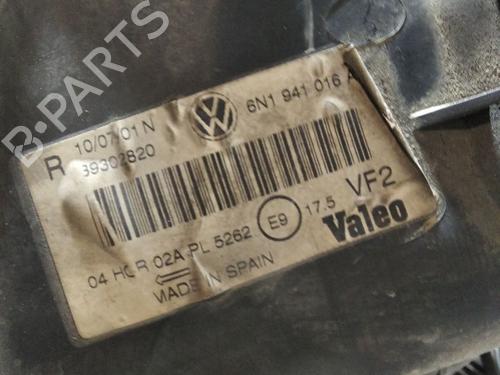 B-PARTS
R 10/07/01 N 6N1 941 016 A
89302820
VF2
04 HCR 02A PL 5262 E9 17.5
Valeo
MADE IN SPAIN